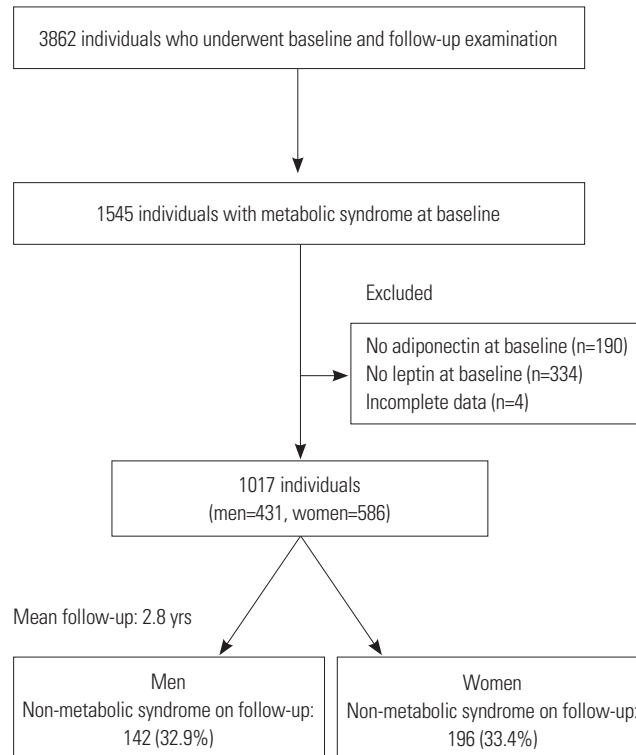 3862 individuals who underwent baseline and follow-up examination
1545 individuals with metabolic syndrome at baseline
Excluded
No adiponectin at baseline (n=190)
No leptin at baseline (n=334)
Incomplete data (n=4)
1017 individuals
(men=431, women=586)
Mean follow-up: 2.8 yrs
Men
Non-metabolic syndrome on follow-up:
142 (32.9%)
Women
Non-metabolic syndrome on follow-up:
196 (33.4%)